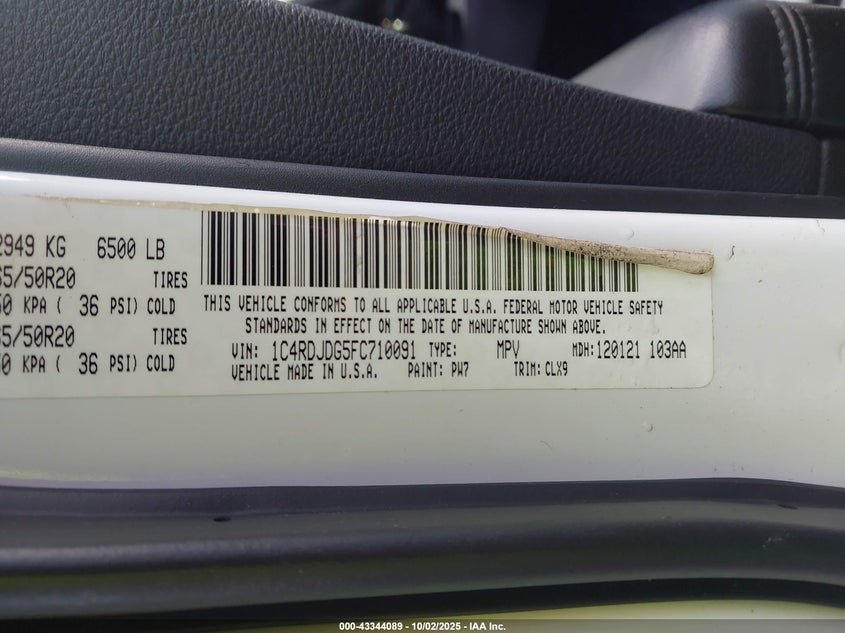 2949 KG 6500 LB
5/50R20 TIRES
0 KPA ( 36 PSI) COLD
5/50R20 TIRES
0 KPA ( 36 PSI) COLD
THIS VEHICLE CONFORMS TO ALL APPLICABLE U.S.A. FEDERAL MOTOR VEHICLE SAFETY
STANDARDS IN EFFECT ON THE DATE OF MANUFACTURE SHOWN ABOVE.
VIN: 1C4RDJDG5FC710091 TYPE: MPV MDH:120121 103AA
VEHICLE MADE IN U.S.A. PAINT: PW7 TRIM: CLX9
000-43344089 - 10/02/2025 - IAA Inc.